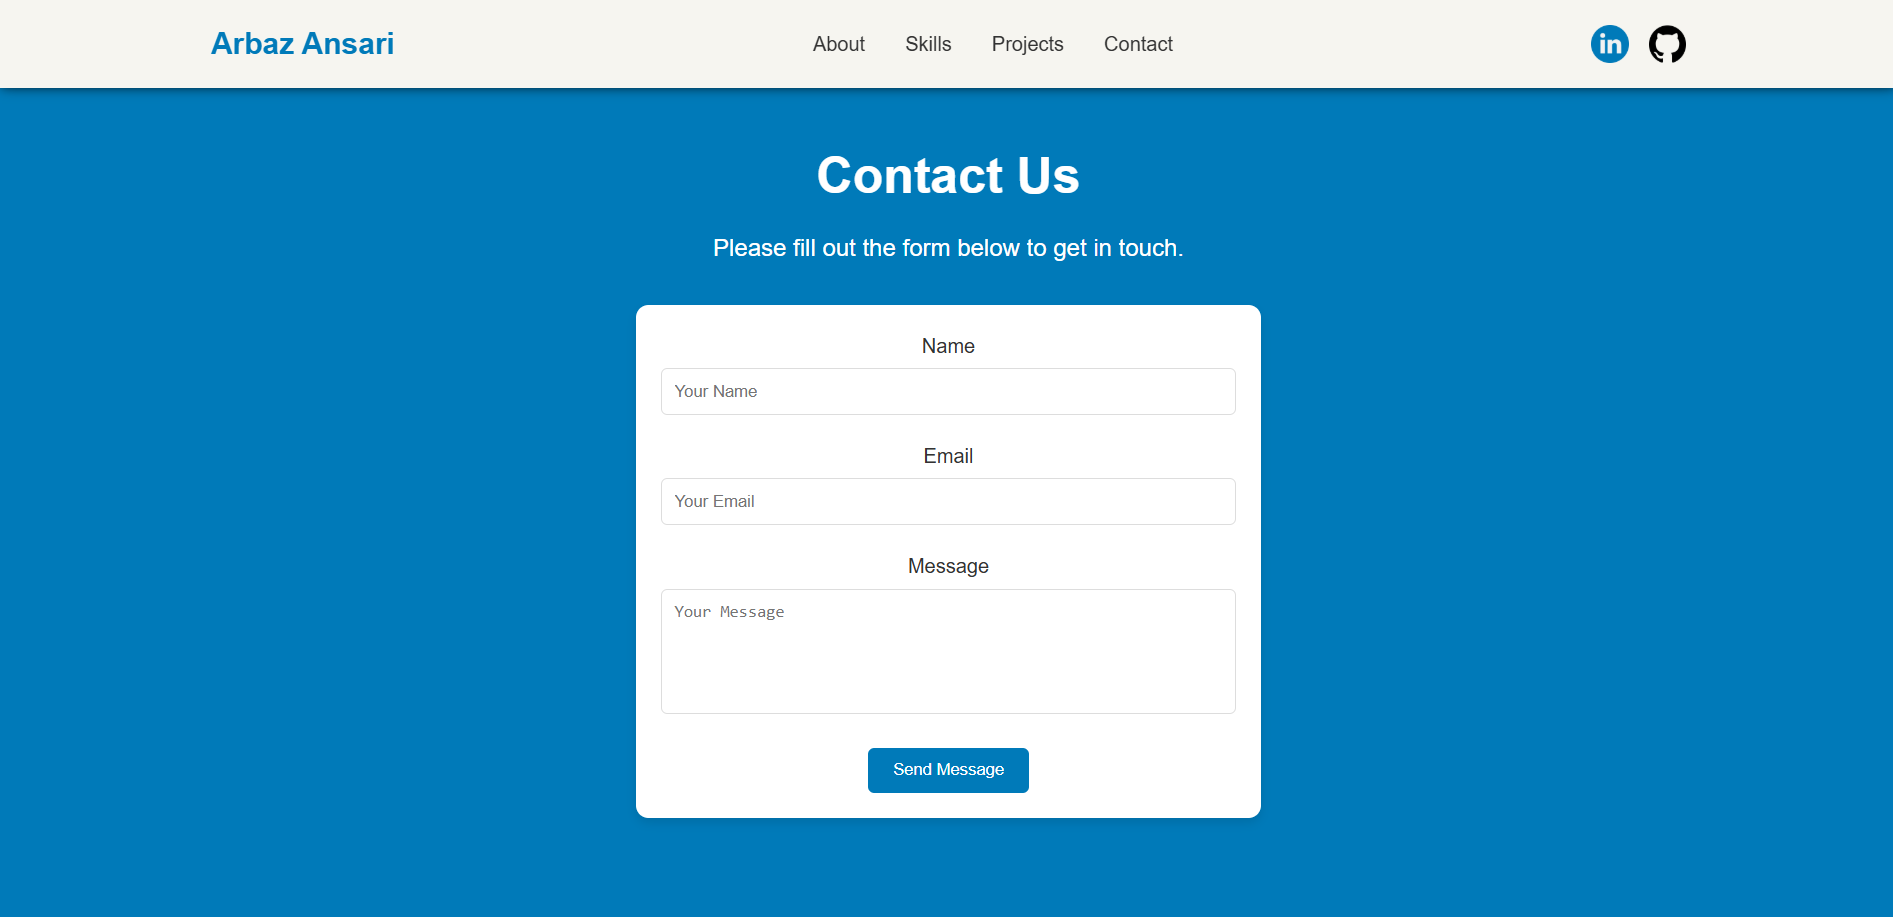 Arbaz Ansari
About Skills Projects Contact
in
Contact Us
Please fill out the form below to get in touch.
Name
Your Name
Email
Your Email
Message
Your Message
Send Message